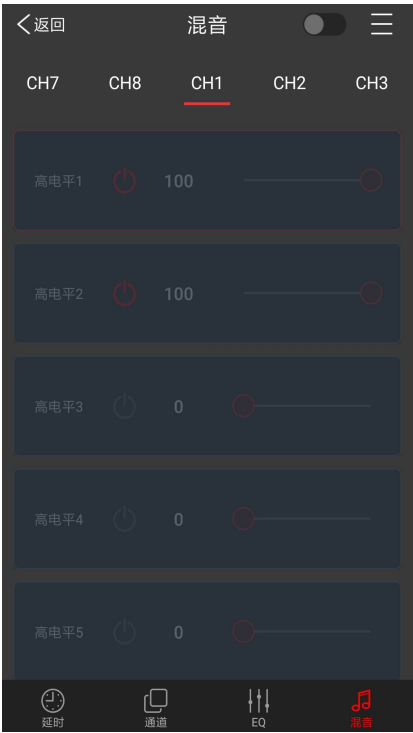 返回
混音
CH7 CH8 CH1 CH2 CH3
高电平1 100
高电平2 100
高电平3 0
高电平4 0
高电平5 0
延时 通道 EQ 混音